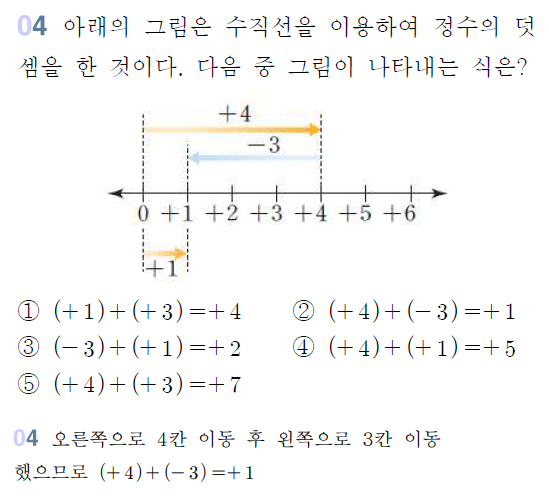 04 아래의 그림은 수직선을 이용하여 정수의 덧
셈을 한 것이다. 다음 중 그림이 나타내는 식은?
+4
−3
0 +1 +2 +3 +4 +5 +6
+1
① (+1)+(+3)=+4 ② (+4)+(−3)=+1
③ (−3)+(+1)=+2 ④ (+4)+(+1)=+5
⑤ (+4)+(+3)=+7
04 오른쪽으로 4칸 이동 후 왼쪽으로 3칸 이동
했으므로 (+4)+(−3)=+1